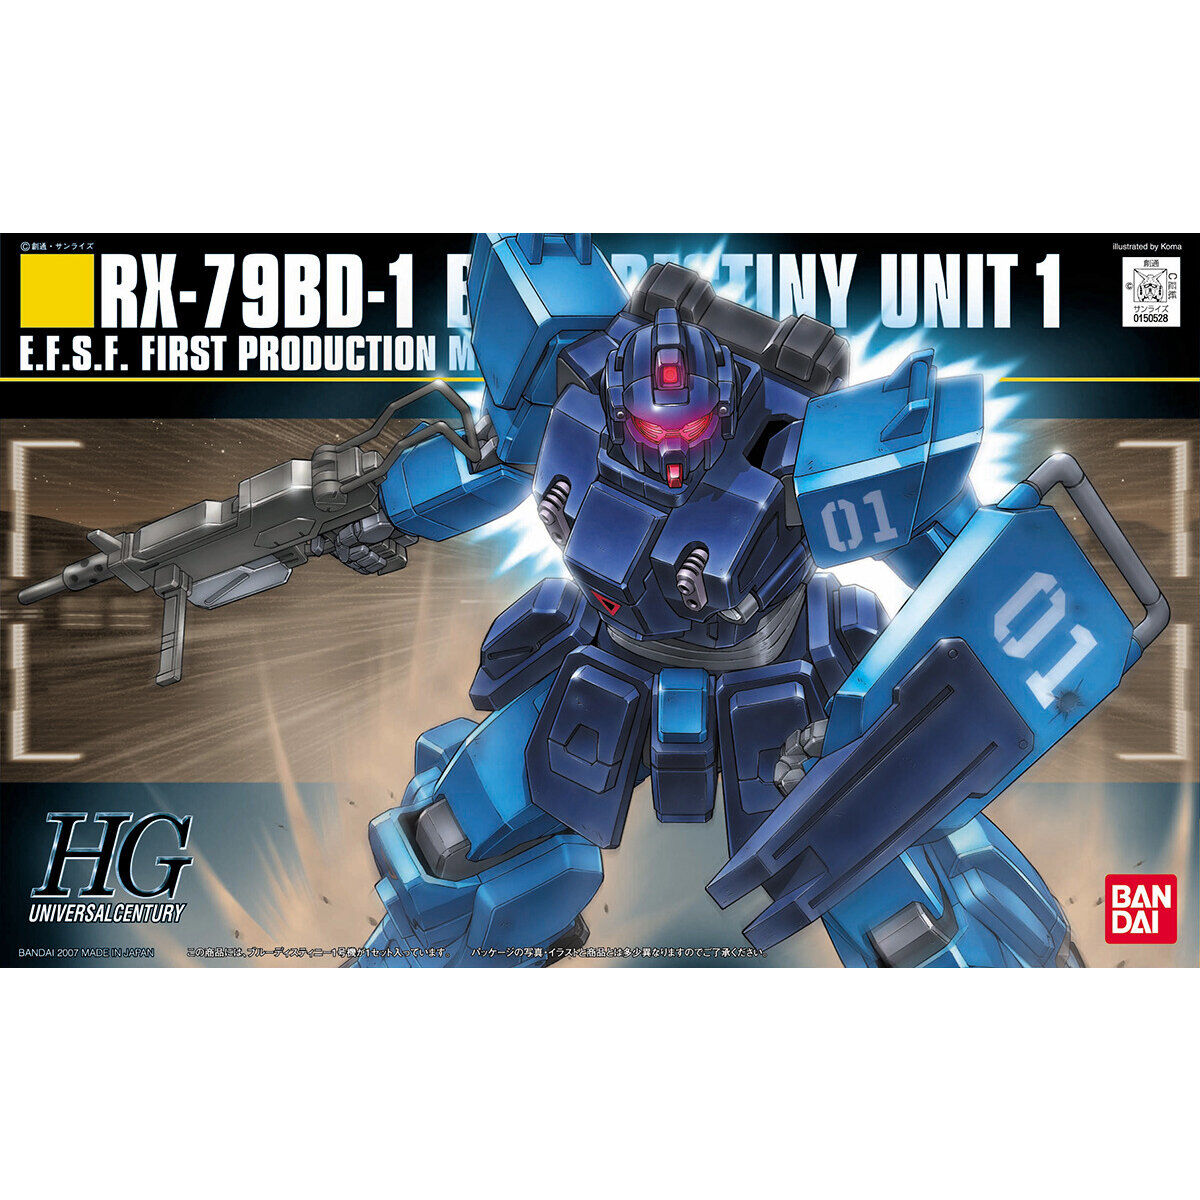 ©創通・サンライズ
illustrated by Koma
RX-79BD-1 UNIT 1
E.F.S.F. FIRST PRODUCTION
創通
©
サンライズ
0150528
01
01
HG
UNIVERSAL CENTURY
BAN
DAI
BANDAI 2007 MADE IN JAPAN この商品には、ブルーディスティニー1号機が1セット入っています。 パッケージの写真・イラストと商品とは多少異なりますのでご了承ください。